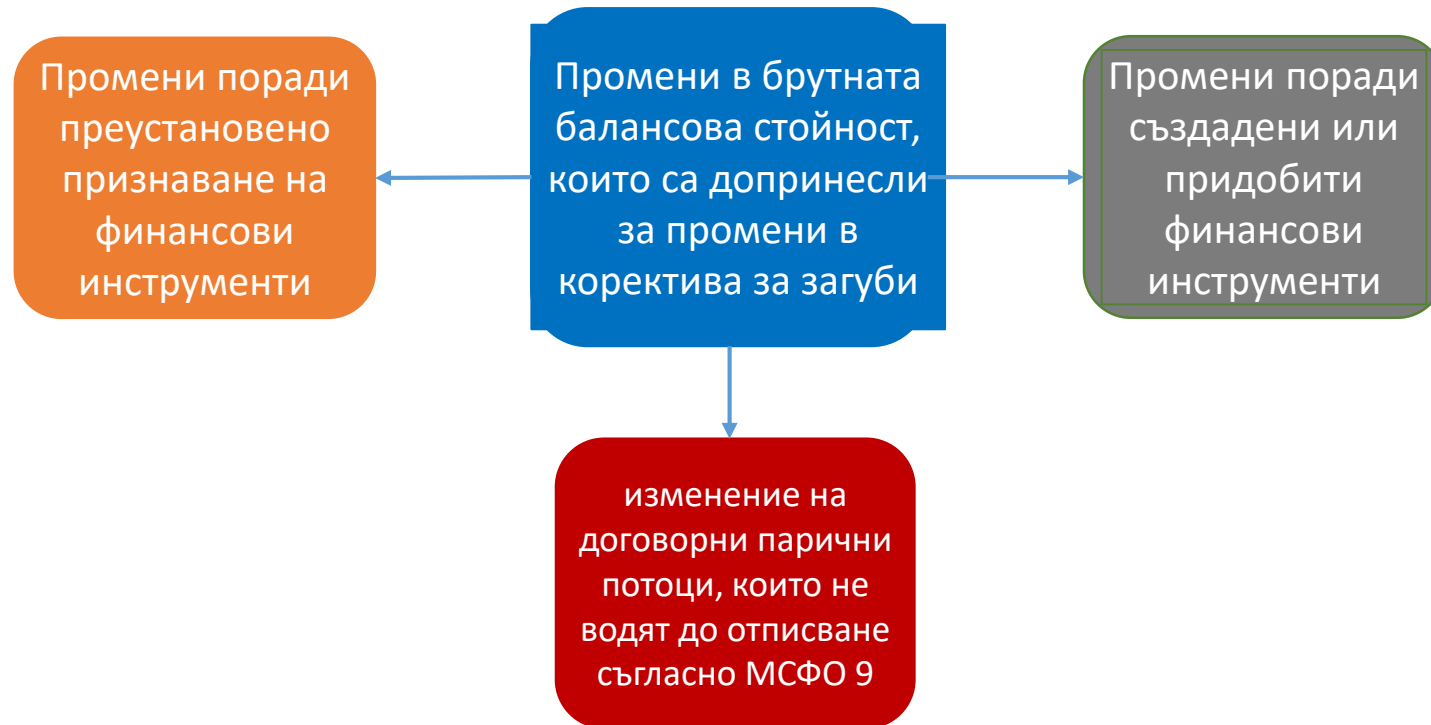 Промени поради
преустановено
признаване на
финансови
инструменти
Промени в брутната
балансова стойност,
които са допринесли
за промени в
коректива за загуби
Промени поради
създадени или
придобити
финансови
инструменти
изменение на
договорни парични
потоци, които не
водят до отписване
съгласно МСФО 9